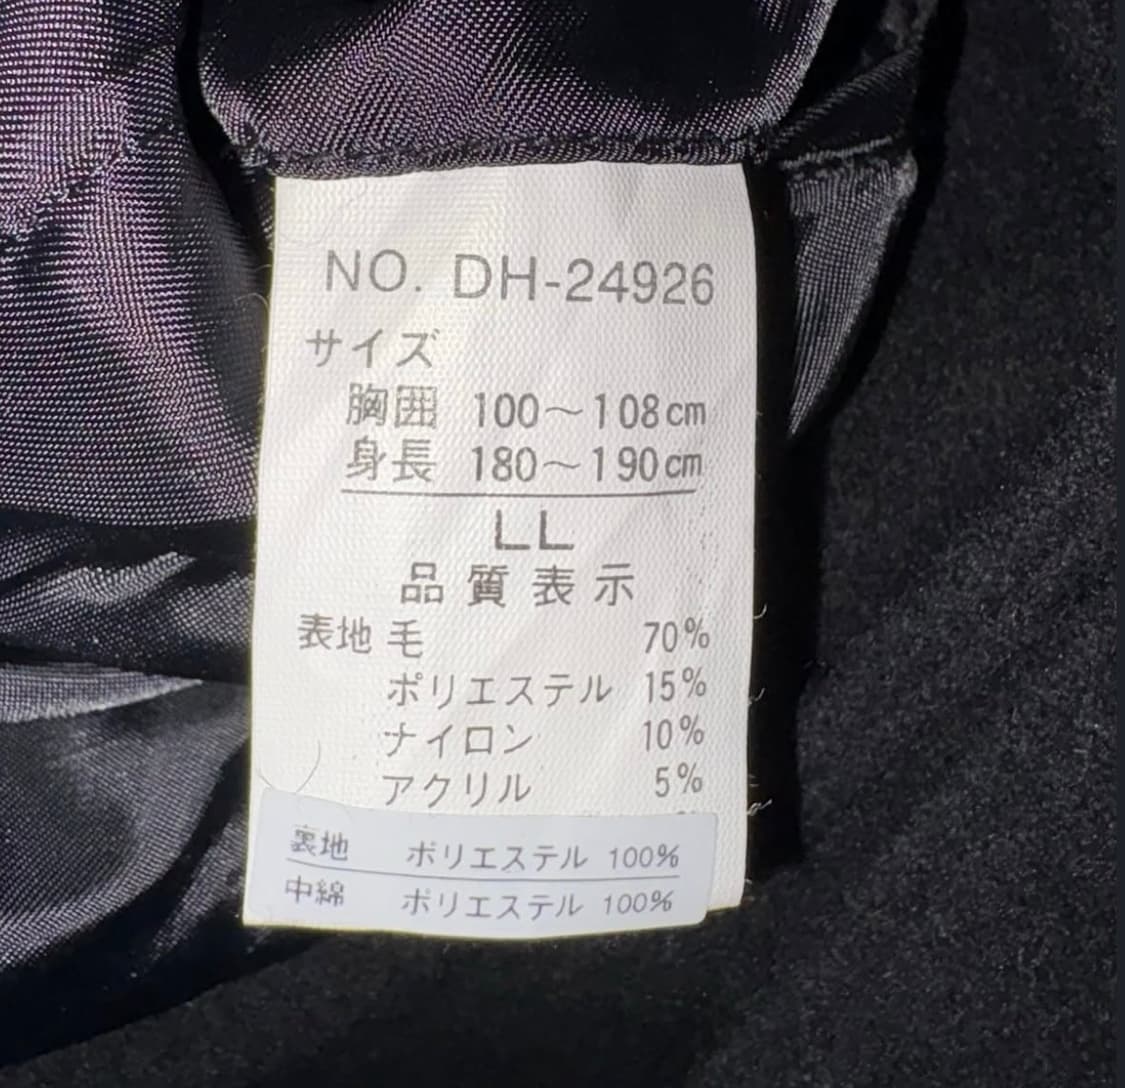 NO. DH-24926
サイズ
胸囲 100～108cm
身長 180～190cm
LL
品質表示
表地 毛 70%
ポリエステル 15%
ナイロン 10%
アクリル 5%
裏地 ポリエステル 100%
中綿 ポリエステル 100%